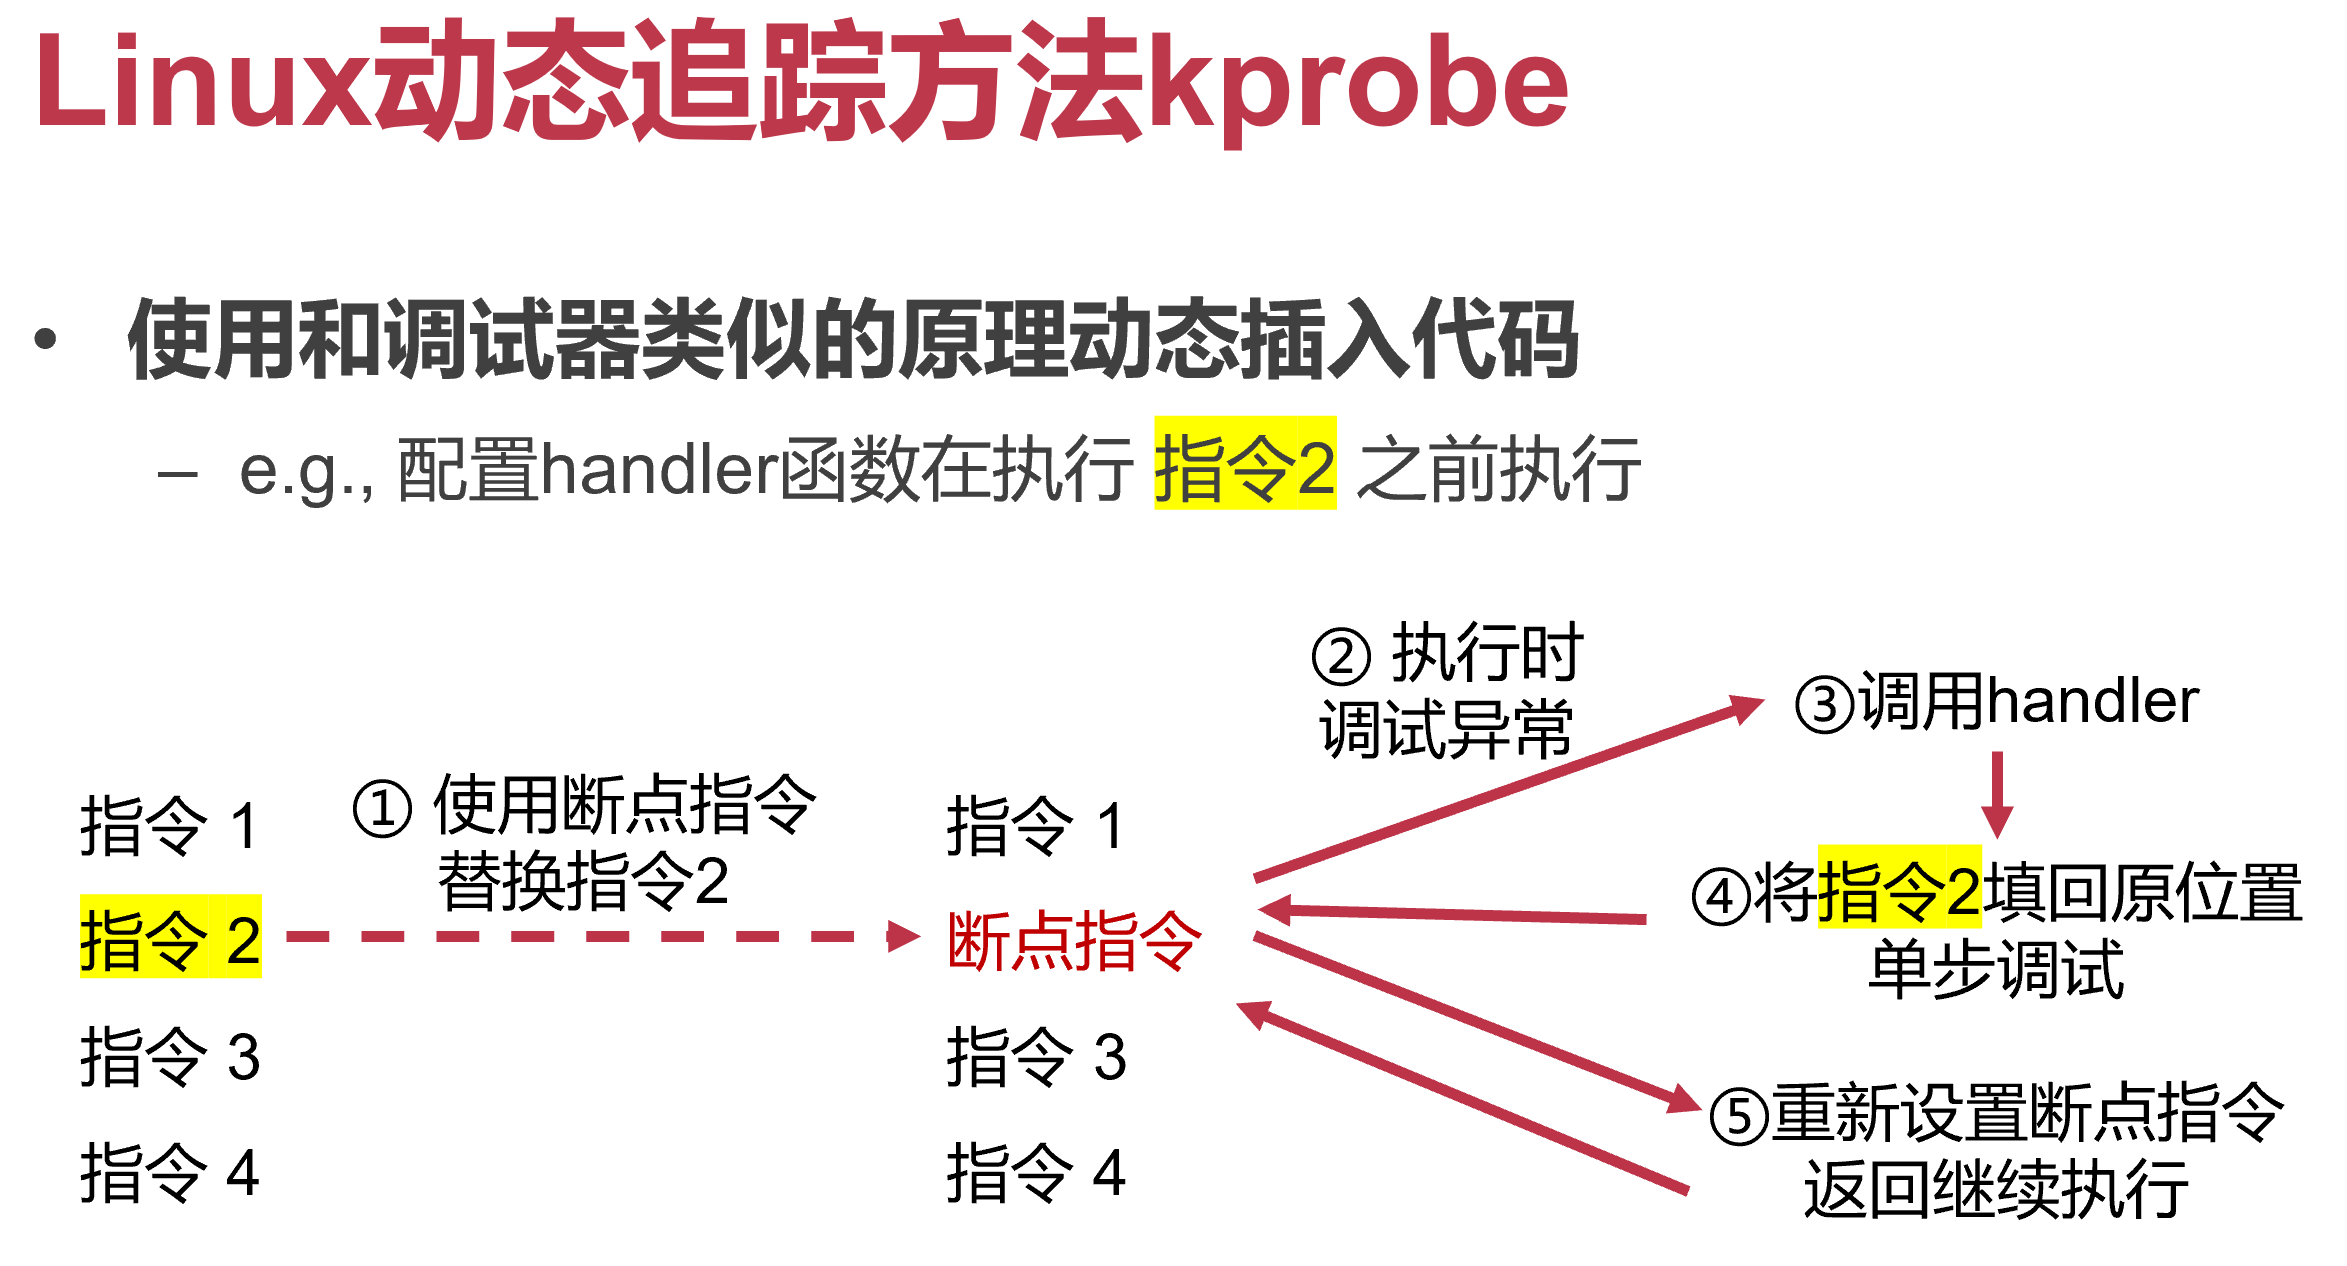 Linux动态追踪方法kprobe
• 使用和调试器类似的原理动态插入代码
– e.g., 配置handler函数在执行 指令2 之前执行
指令 1
指令 2
指令 3
指令 4
① 使用断点指令
替换指令2
指令 1
断点指令
指令 3
指令 4
② 执行时
调试异常
③调用handler
④将指令2填回原位置
单步调试
⑤重新设置断点指令
返回继续执行